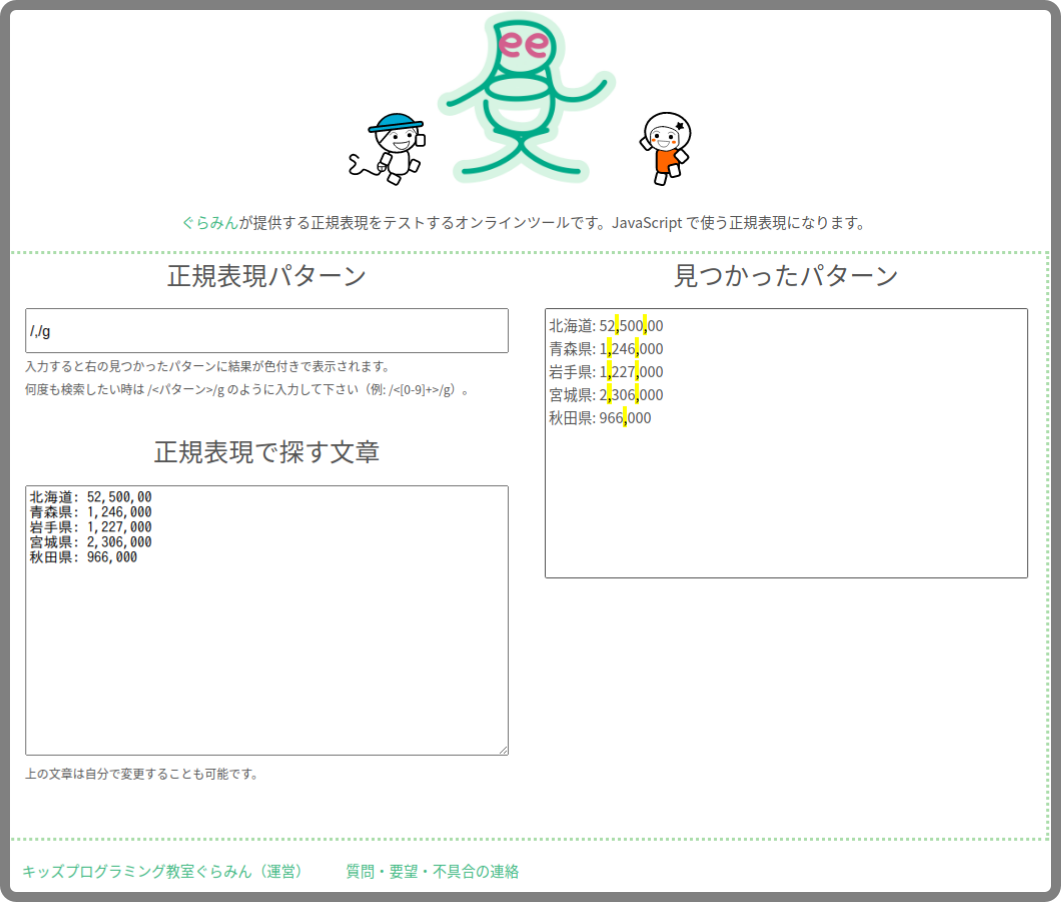 ee
ぐらみんが提供する正規表現をテストするオンラインツールです。JavaScript で使う正規表現になります。
正規表現パターン
/,/g
入力すると右の見つかったパターンに結果が色付きで表示されます。
何度も検索したい時は /<パターン>/g のように入力して下さい（例: /<[0-9]+>/g）。
正規表現で探す文章
北海道: 52,500,00
青森県: 1,246,000
岩手県: 1,227,000
宮城県: 2,306,000
秋田県: 966,000
上の文章は自分で変更することも可能です。
見つかったパターン
北海道: 52,500,00
青森県: 1,246,000
岩手県: 1,227,000
宮城県: 2,306,000
秋田県: 966,000
キッズプログラミング教室ぐらみん（運営） 質問・要望・不具合の連絡